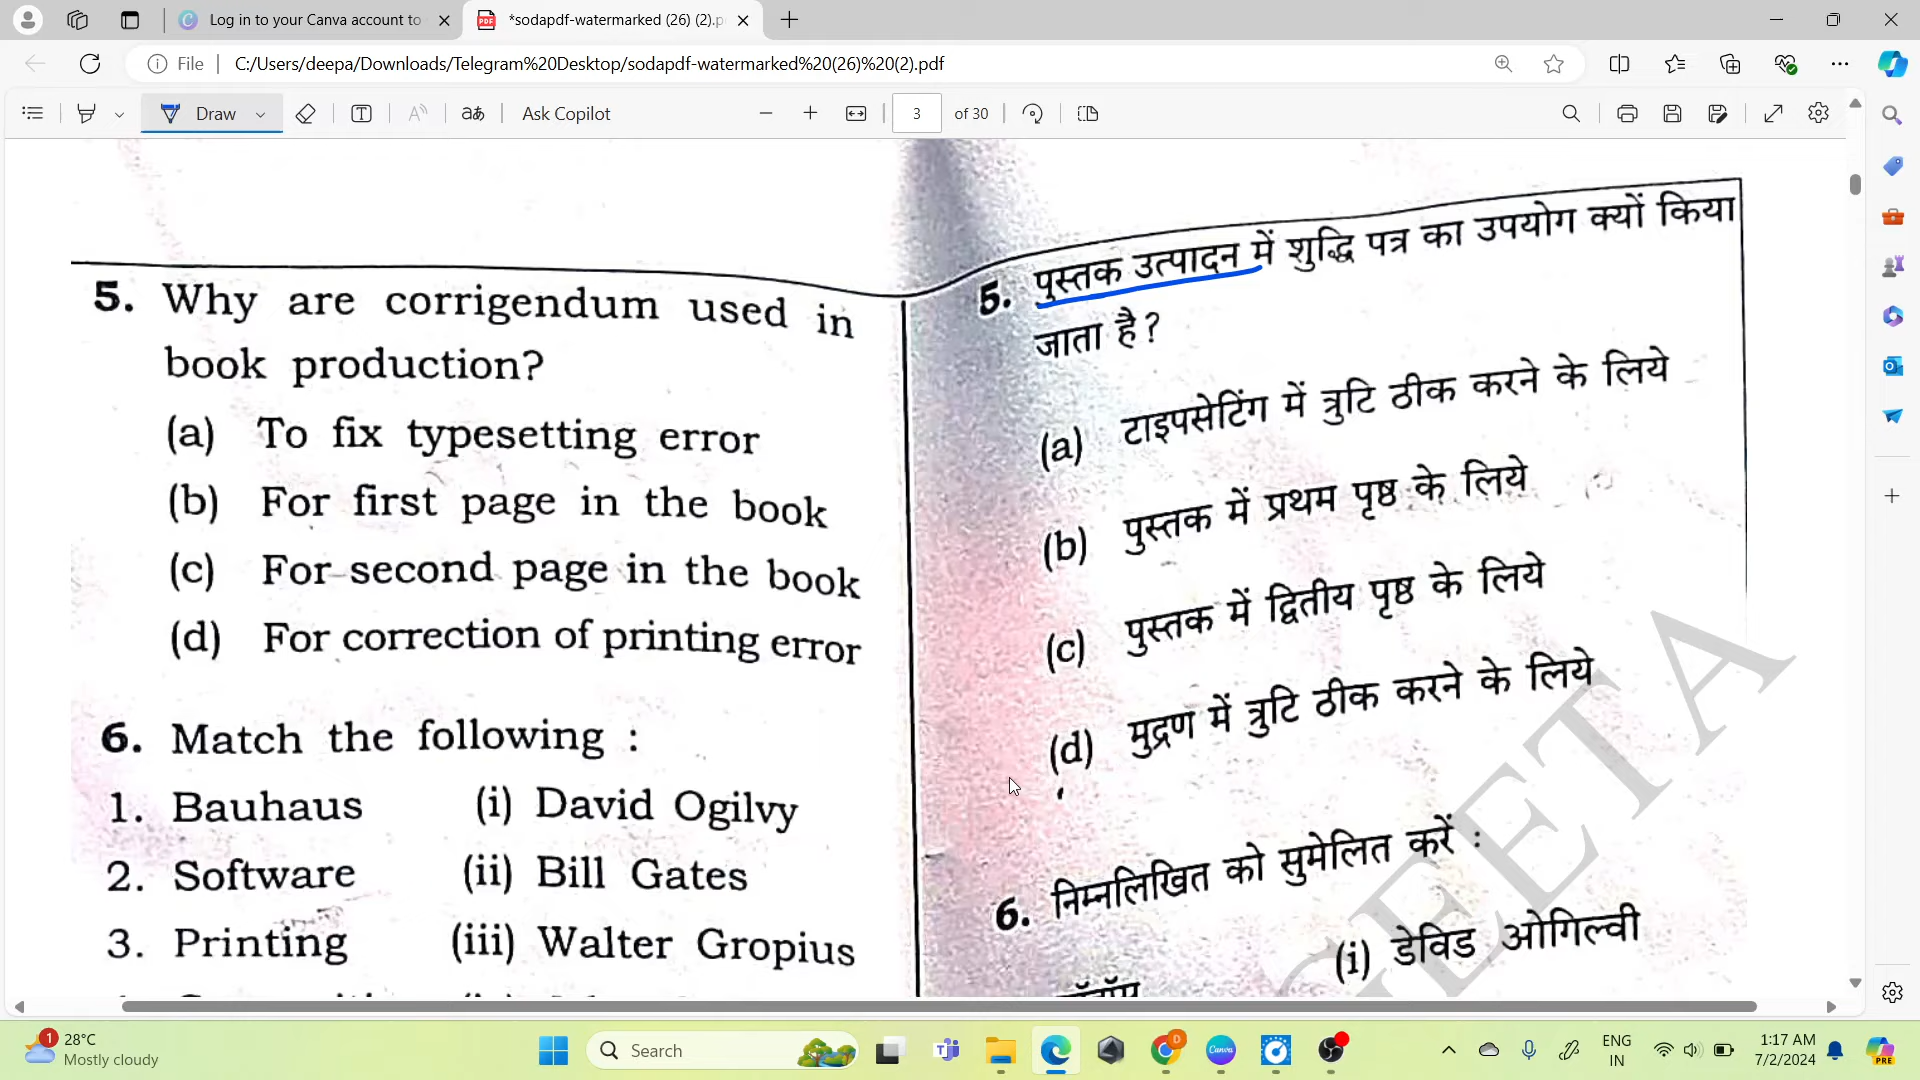 Log in to your Canva account to
*sodapdf-watermarked (26) (2).p
File
C:/Users/deepa/Downloads/Telegram%20Desktop/sodapdf-watermarked%20(26)%20(2).pdf
Draw
Ask Copilot
3
of 30
5. Why are corrigendum used in
book production?
(a) To fix typesetting error
(b) For first page in the book
(c) For second page in the book
(d) For correction of printing error
6. Match the following :
1. Bauhaus (i) David Ogilvy
2. Software (ii) Bill Gates
3. Printing (iii) Walter Gropius
5. पुस्तक उत्पादन में शुद्धि पत्र का उपयोग क्यों किया
जाता है?
(a) टाइपसेटिंग में त्रुटि ठीक करने के लिये
(b) पुस्तक में प्रथम पृष्ठ के लिये
(c) पुस्तक में द्वितीय पृष्ठ के लिये
(d) मुद्रण में त्रुटि ठीक करने के लिये
6. निम्नलिखित को सुमेलित करें :
(i) डेविड ओगिल्वी
28°C
Mostly cloudy
Search
ENG
IN
1:17 AM
7/2/2024